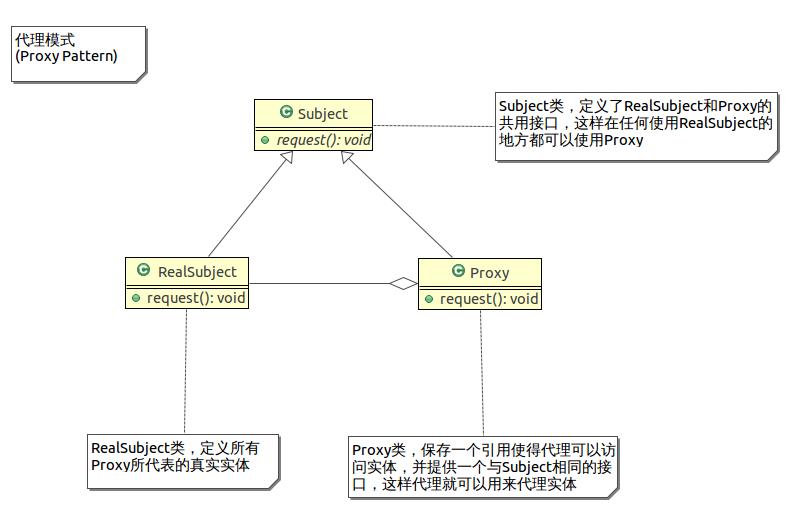 代理模式
(Proxy Pattern)
C Subject
request(): void
Subject类，定义了RealSubject和Proxy的
共用接口，这样在任何使用RealSubject的
地方都可以使用Proxy
C RealSubject
request(): void
C Proxy
request(): void
RealSubject类，定义所有
Proxy所代表的真实实体
Proxy类，保存一个引用使得代理可以访
问实体，并提供一个与Subject相同的接
口，这样代理就可以用来代理实体